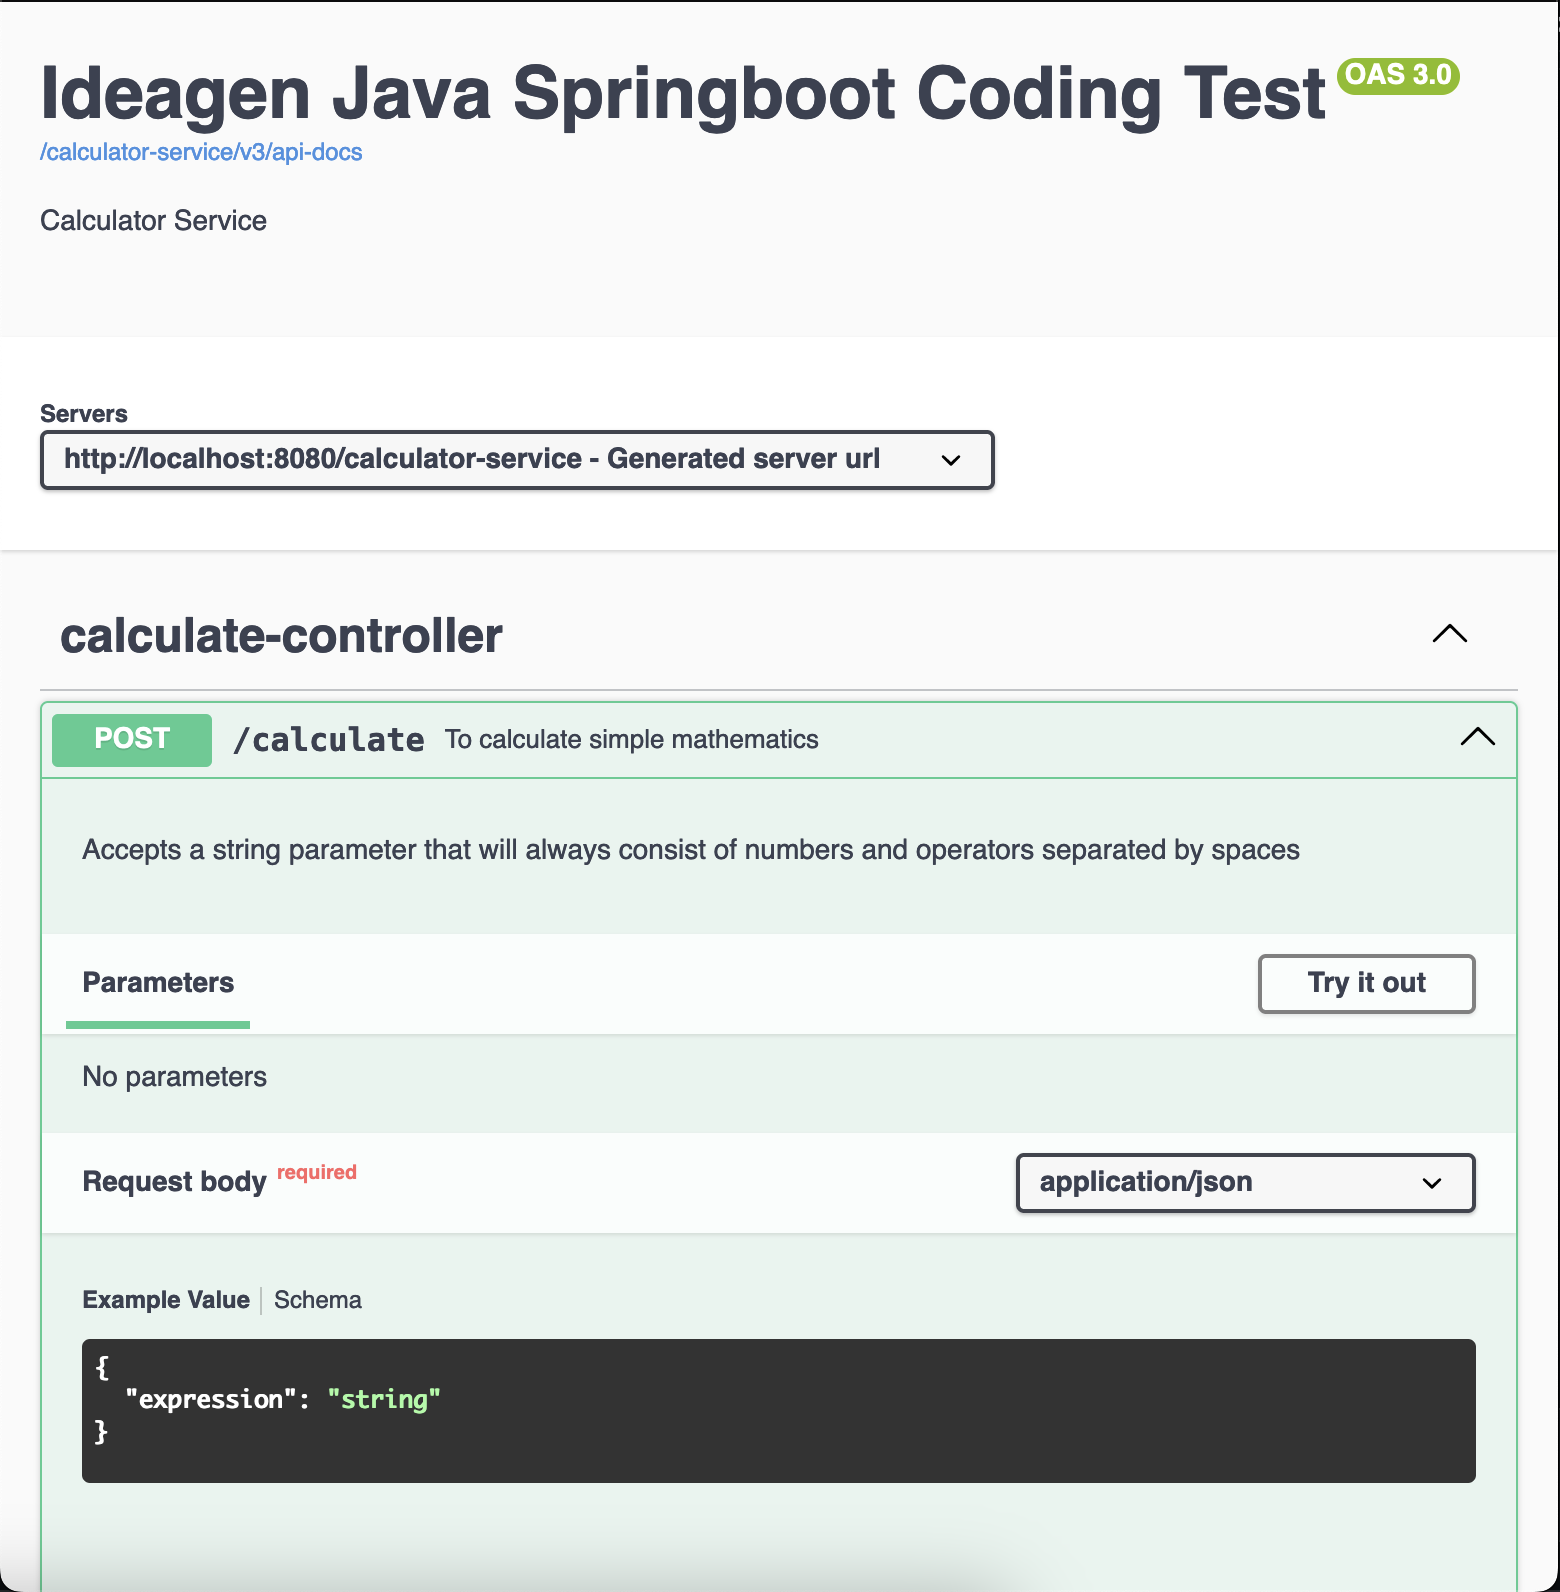 Ideagen Java Springboot Coding Test OAS 3.0
/calculator-service/v3/api-docs
Calculator Service
Servers
http://localhost:8080/calculator-service - Generated server url
calculate-controller
POST /calculate To calculate simple mathematics
Accepts a string parameter that will always consist of numbers and operators separated by spaces
Parameters Try it out
No parameters
Request body required application/json
Example Value Schema
{
"expression": "string"
}